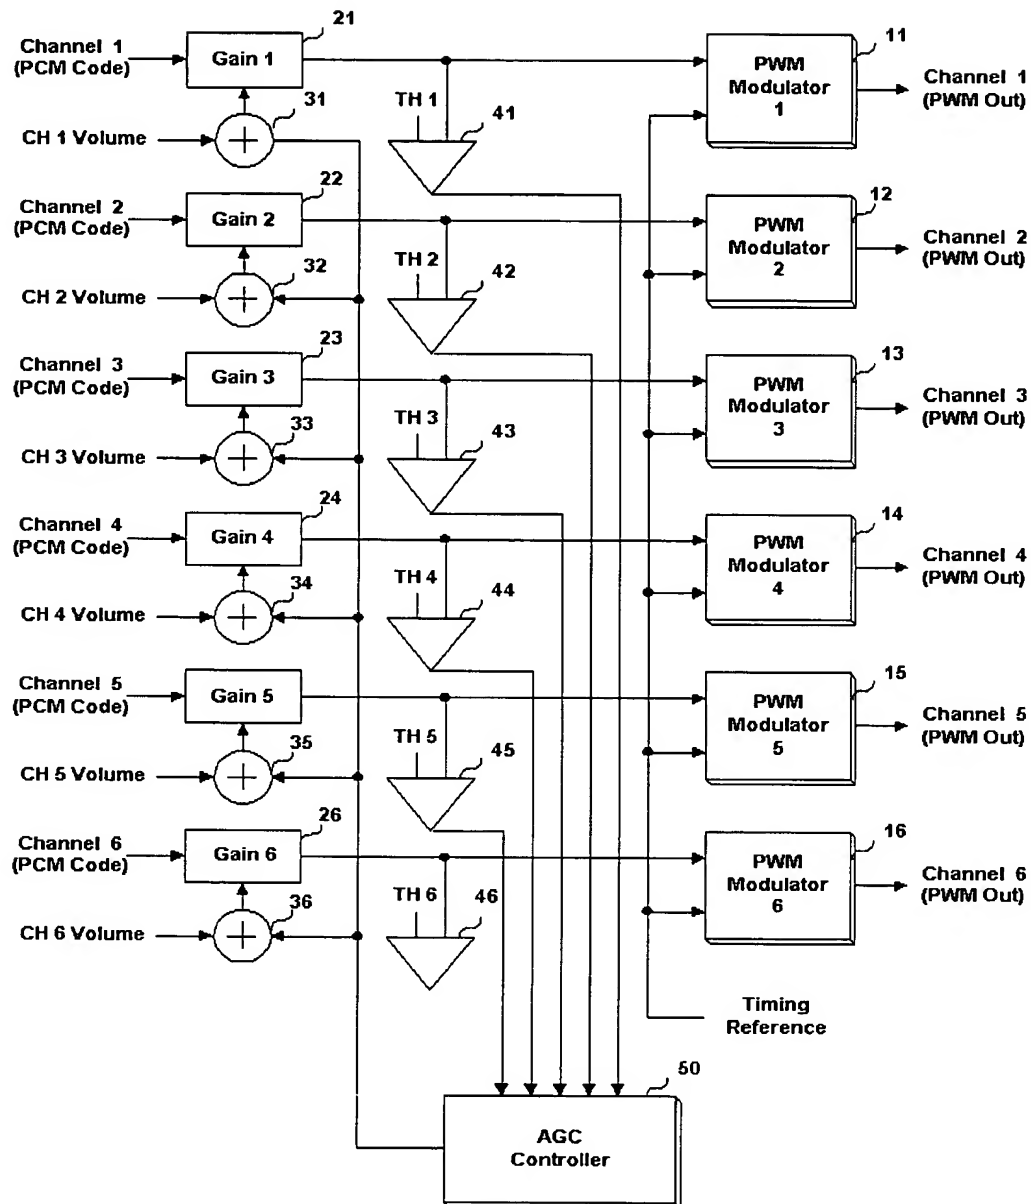 21
Channel 1
(PCM Code)
Gain 1
11
PWM
Modulator
1
Channel 1
(PWM Out)
31
TH 1
41
CH 1 Volume
22
Channel 2
(PCM Code)
Gain 2
12
PWM
Modulator
2
Channel 2
(PWM Out)
32
TH 2
42
CH 2 Volume
23
Channel 3
(PCM Code)
Gain 3
13
PWM
Modulator
3
Channel 3
(PWM Out)
33
TH 3
43
CH 3 Volume
24
Channel 4
(PCM Code)
Gain 4
14
PWM
Modulator
4
Channel 4
(PWM Out)
34
TH 4
44
CH 4 Volume
25
Channel 5
(PCM Code)
Gain 5
15
PWM
Modulator
5
Channel 5
(PWM Out)
35
TH 5
45
CH 5 Volume
26
Channel 6
(PCM Code)
Gain 6
16
PWM
Modulator
6
Channel 6
(PWM Out)
36
TH 6
46
CH 6 Volume
Timing
Reference
50
AGC
Controller